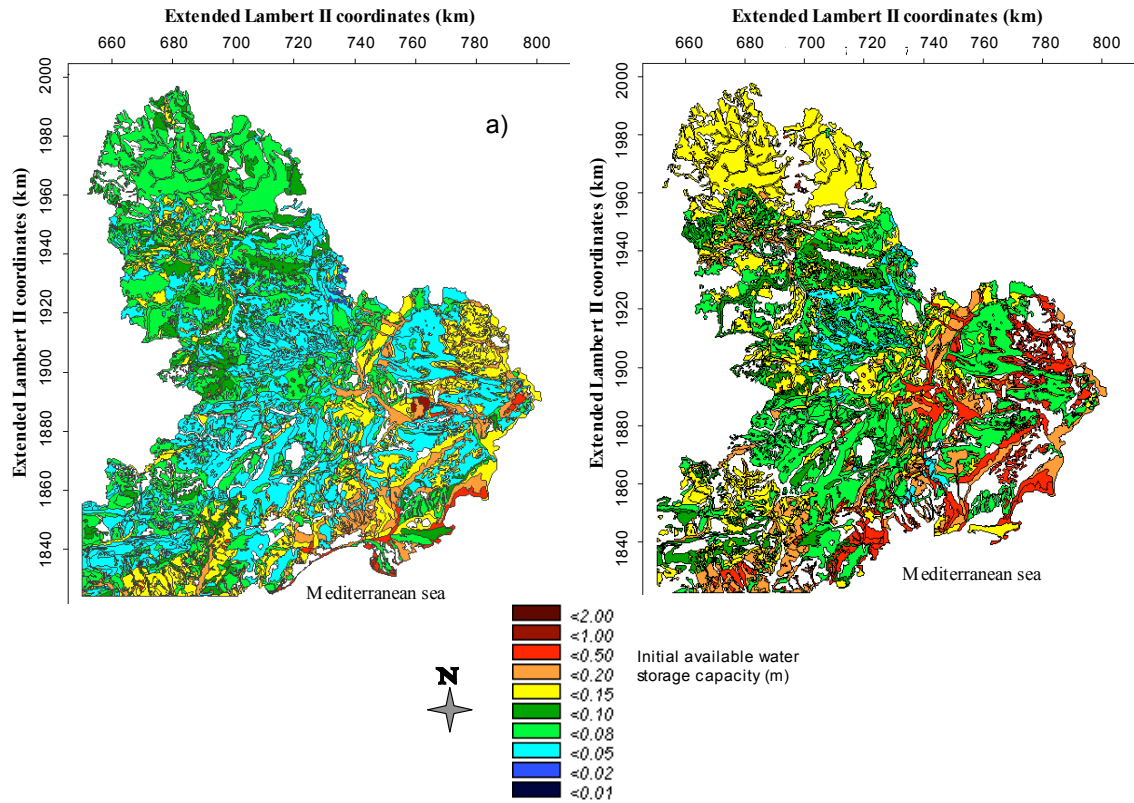 Extended Lambert II coordinates (km)
660 680 700 720 740 760 780 800
Extended Lambert II coordinates (km)
2000
1980
1960
1940
1920
1900
1880
1860
1840
a)
Mediterranean sea
Extended Lambert II coordinates (km)
660 680 700 720 740 760 780 800
Extended Lambert II coordinates (km)
2000
1980
1960
1940
1920
1900
1880
1860
1840
Mediterranean sea
N
<2.00
<1.00
<0.50
<0.20
<0.15
<0.10
<0.08
<0.05
<0.02
<0.01
Initial available water
storage capacity (m)